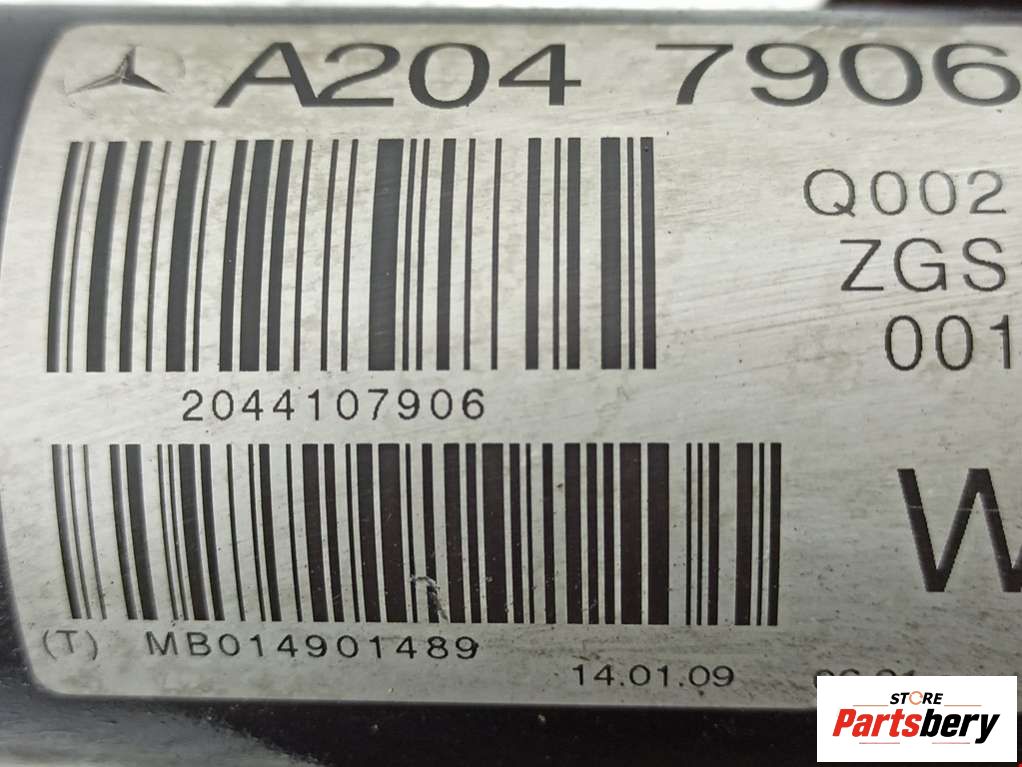 A204 7906
Q002
ZGS
001
2044107906
W
(T) MB014901489
14.01.09
STORE
Partsbery